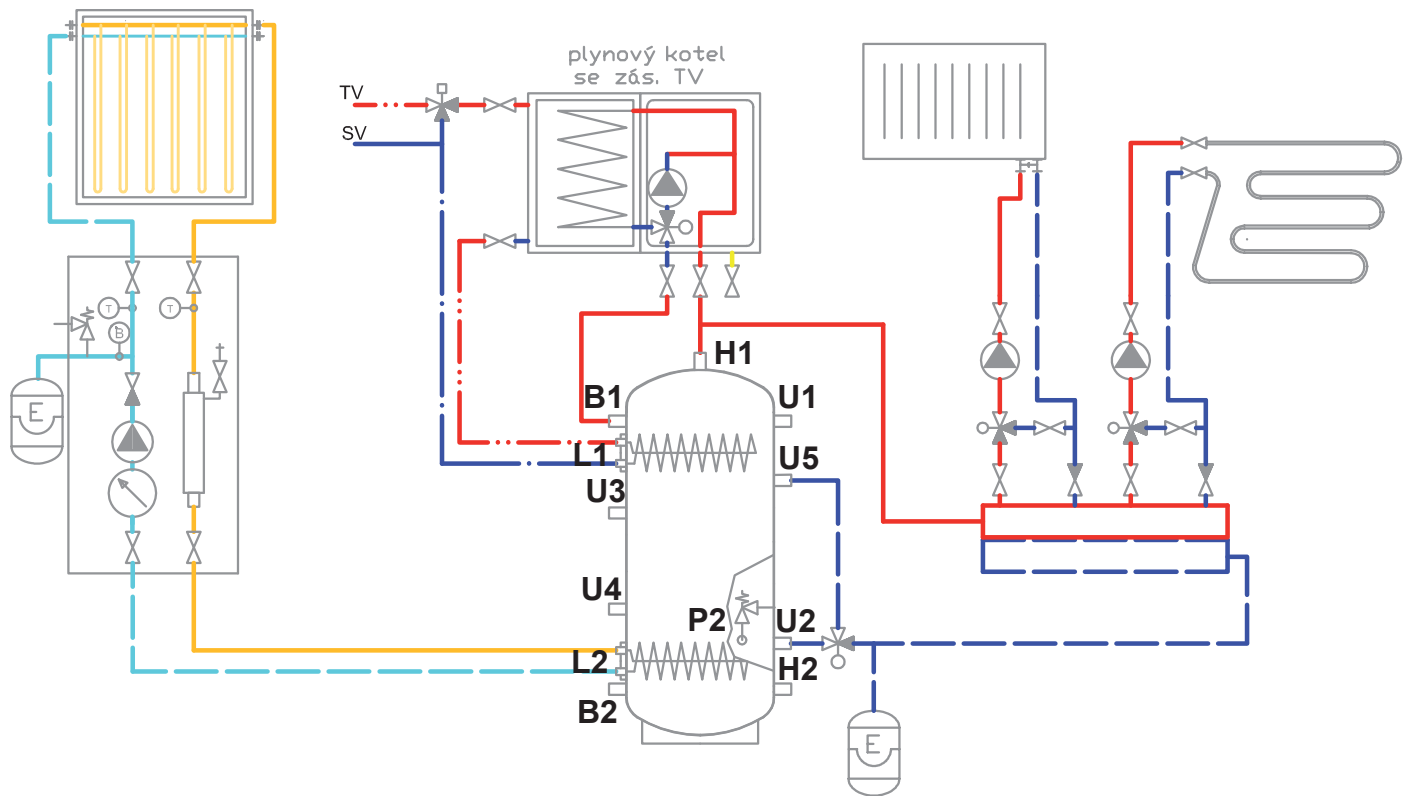 plynový kotel
se zás. TV
TV
SV
T
T
B
E
H1
B1
U1
L1
U5
U3
U4
P2
U2
L2
H2
B2
E